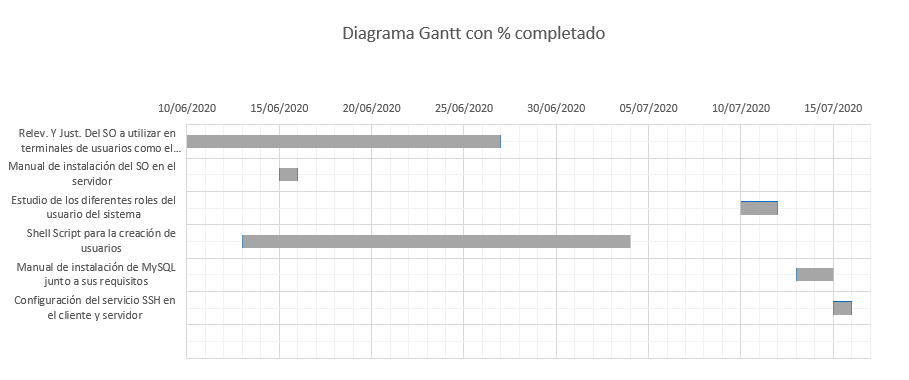 Diagrama Gantt con % completado
10/06/2020 15/06/2020 20/06/2020 25/06/2020 30/06/2020 05/07/2020 10/07/2020 15/07/2020
Relev. Y Just. Del SO a utilizar en
terminales de usuarios como el...
Manual de instalación del SO en el
servidor
Estudio de los diferentes roles del
usuario del sistema
Shell Script para la creación de
usuarios
Manual de instalación de MySQL
junto a sus requisitos
Configuración del servicio SSH en
el cliente y servidor